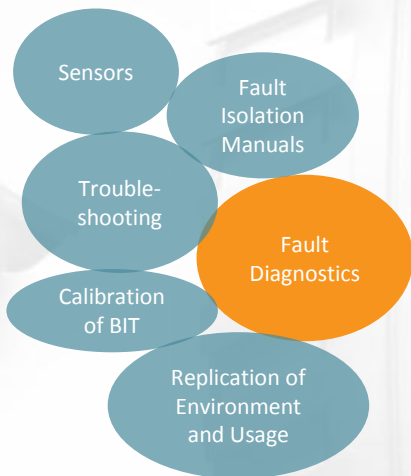 Sensors
Fault
Isolation
Manuals
Trouble-
shooting
Fault
Diagnostics
Calibration
of BIT
Replication of
Environment
and Usage